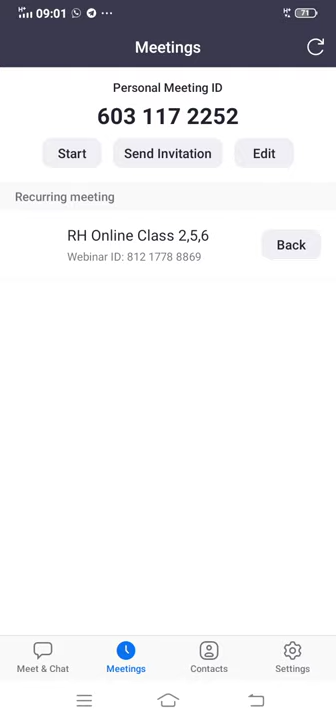 H+ 09:01 H+ 71
Meetings
Personal Meeting ID
603 117 2252
Start Send Invitation Edit
Recurring meeting
RH Online Class 2,5,6
Back
Webinar ID: 812 1778 8869
Meet & Chat Meetings Contacts Settings